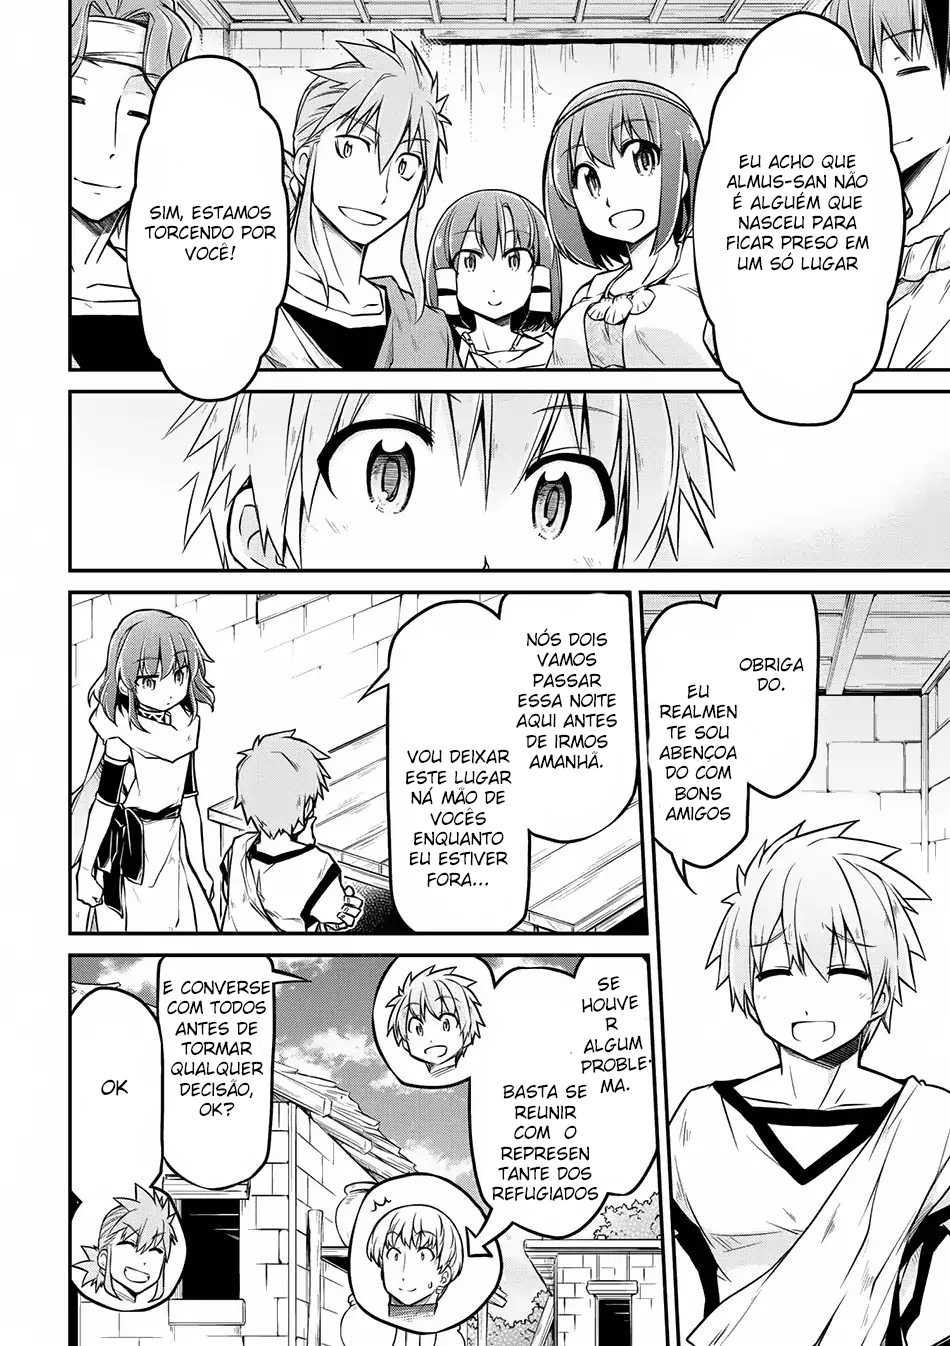 EU ACHO QUE
ALMUS-SAN NÃO
É ALGUÉM QUE
NASCEU PARA
FICAR PRESO EM
UM SÓ LUGAR
SIM, ESTAMOS
TORCENDO POR
VOCÊ!
OBRIGA
DO.
EU
REALMEN
TE SOU
ABENÇOA
DO COM
BONS
AMIGOS
NÓS DOIS
VAMOS
PASSAR
ESSA NOITE
AQUI ANTES
DE IRMOS
AMANHÃ.
VOU DEIXAR
ESTE LUGAR
NÁ MÃO DE
VOCÊS
ENQUANTO
EU ESTIVER
FORA...
SE
HOUVE
R
ALGUM
PROBLE-
MA.
BASTA SE
REUNIR
COM O
REPRESEN
TANTE DOS
REFUGIADOS
E CONVERSE
COM TODOS
ANTES DE
TORMAR
QUALQUER
DECISÃO,
OK?
OK